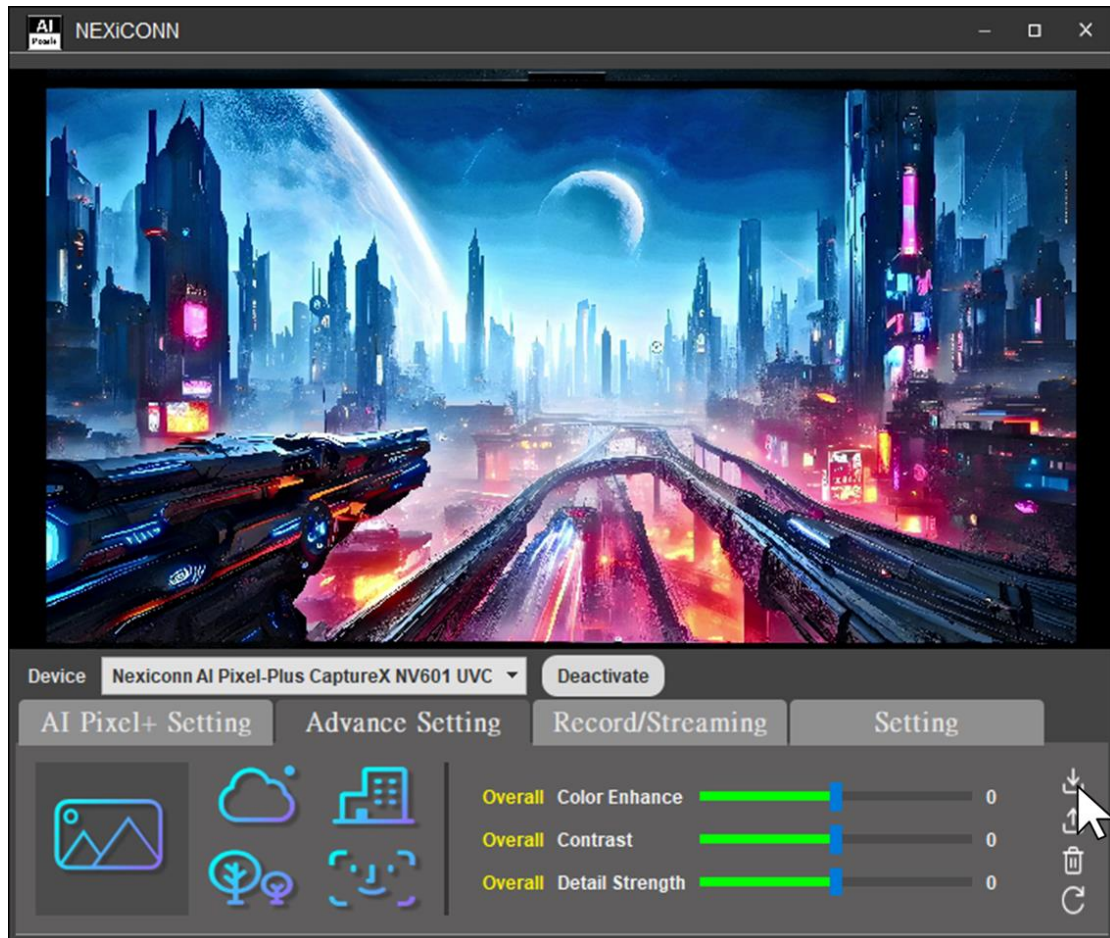 AI
NEXiCONN
Device
Nexiconn AI Pixel-Plus CaptureX NV601 UVC
Deactivate
AI Pixel+ Setting
Advance Setting
Record/Streaming
Setting
Overall Color Enhance 0
Overall Contrast 0
Overall Detail Strength 0